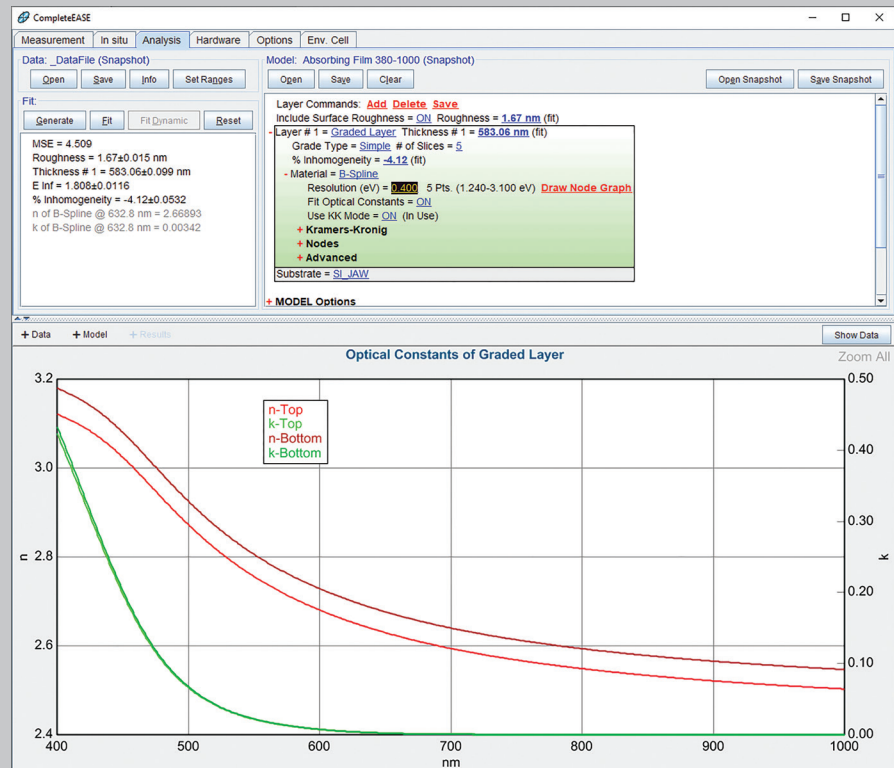 CompleteEASE
Measurement In situ Analysis Hardware Options Env. Cell
Data: _DataFile (Snapshot)
Open Save Info Set Ranges
Fit:
Generate Fit Fit Dynamic Reset
MSE = 4.509
Roughness = 1.67±0.015 nm
Thickness # 1 = 583.06±0.099 nm
E Inf = 1.808±0.0116
% Inhomogeneity = -4.12±0.0532
n of B-Spline @ 632.8 nm = 2.66893
k of B-Spline @ 632.8 nm = 0.00342
Model: Absorbing Film 380-1000 (Snapshot)
Open Save Clear Open Snapshot Save Snapshot
Layer Commands: Add Delete Save
Include Surface Roughness = ON Roughness = 1.67 nm (fit)
- Layer # 1 = Graded Layer Thickness # 1 = 583.06 nm (fit)
Grade Type = Simple # of Slices = 5
% Inhomogeneity = -4.12 (fit)
- Material = B-Spline
Resolution (eV) = 0.400 5 Pts. (1.240-3.100 eV) Draw Node Graph
Fit Optical Constants = ON
Use KK Mode = ON (In Use)
+ Kramers-Kronig
+ Nodes
+ Advanced
Substrate = SI_JAW
+ MODEL Options
+ Data + Model + Results Show Data
Optical Constants of Graded Layer
Zoom All
n-Top
k-Top
n-Bottom
k-Bottom
3.2
3.0
2.8
2.6
2.4
n
0.50
0.40
0.30
0.20
0.10
0.00
k
400 500 600 700 800 900 1000
nm